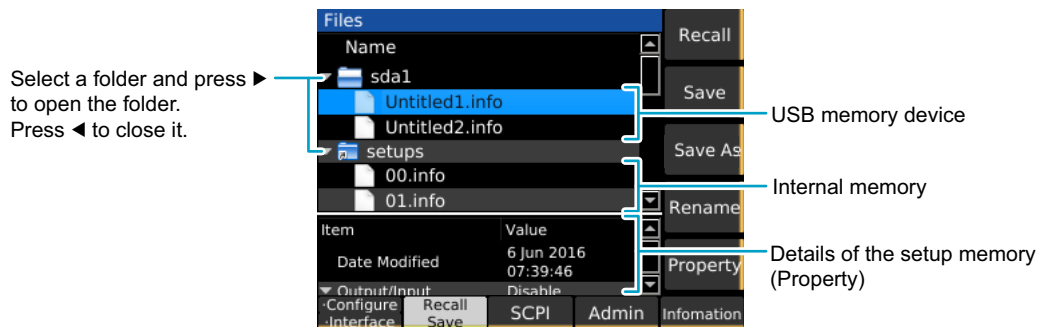 Select a folder and press ▶
to open the folder.
Press ◀ to close it.
Files
Name
sda1
Untitled1.info
Untitled2.info
setups
00.info
01.info
Item Value
Date Modified 6 Jun 2016
07:39:46
Output/Input Disable
·Configure
·Interface
Recall
Save
SCPI
Admin
Infomation
Recall
Save
Save As
Rename
Property
USB memory device
Internal memory
Details of the setup memory
(Property)